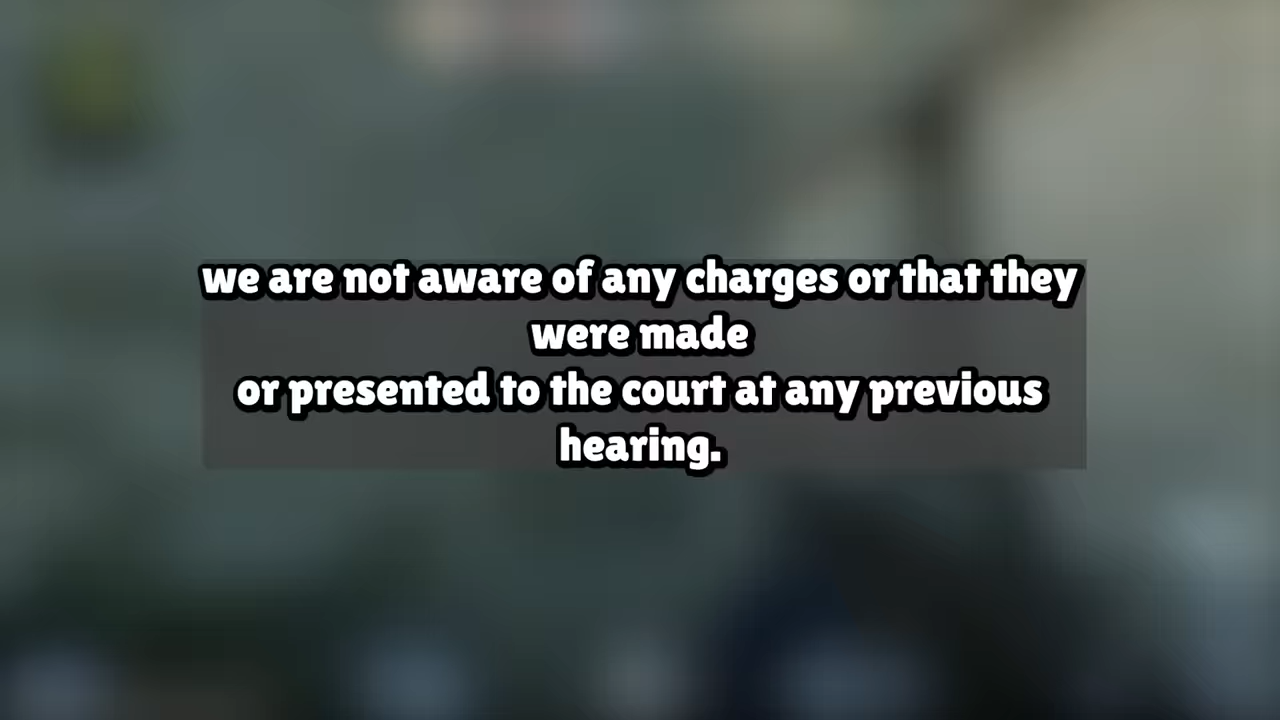 we are not aware of any charges or that they
were made
or presented to the court at any previous
hearing.